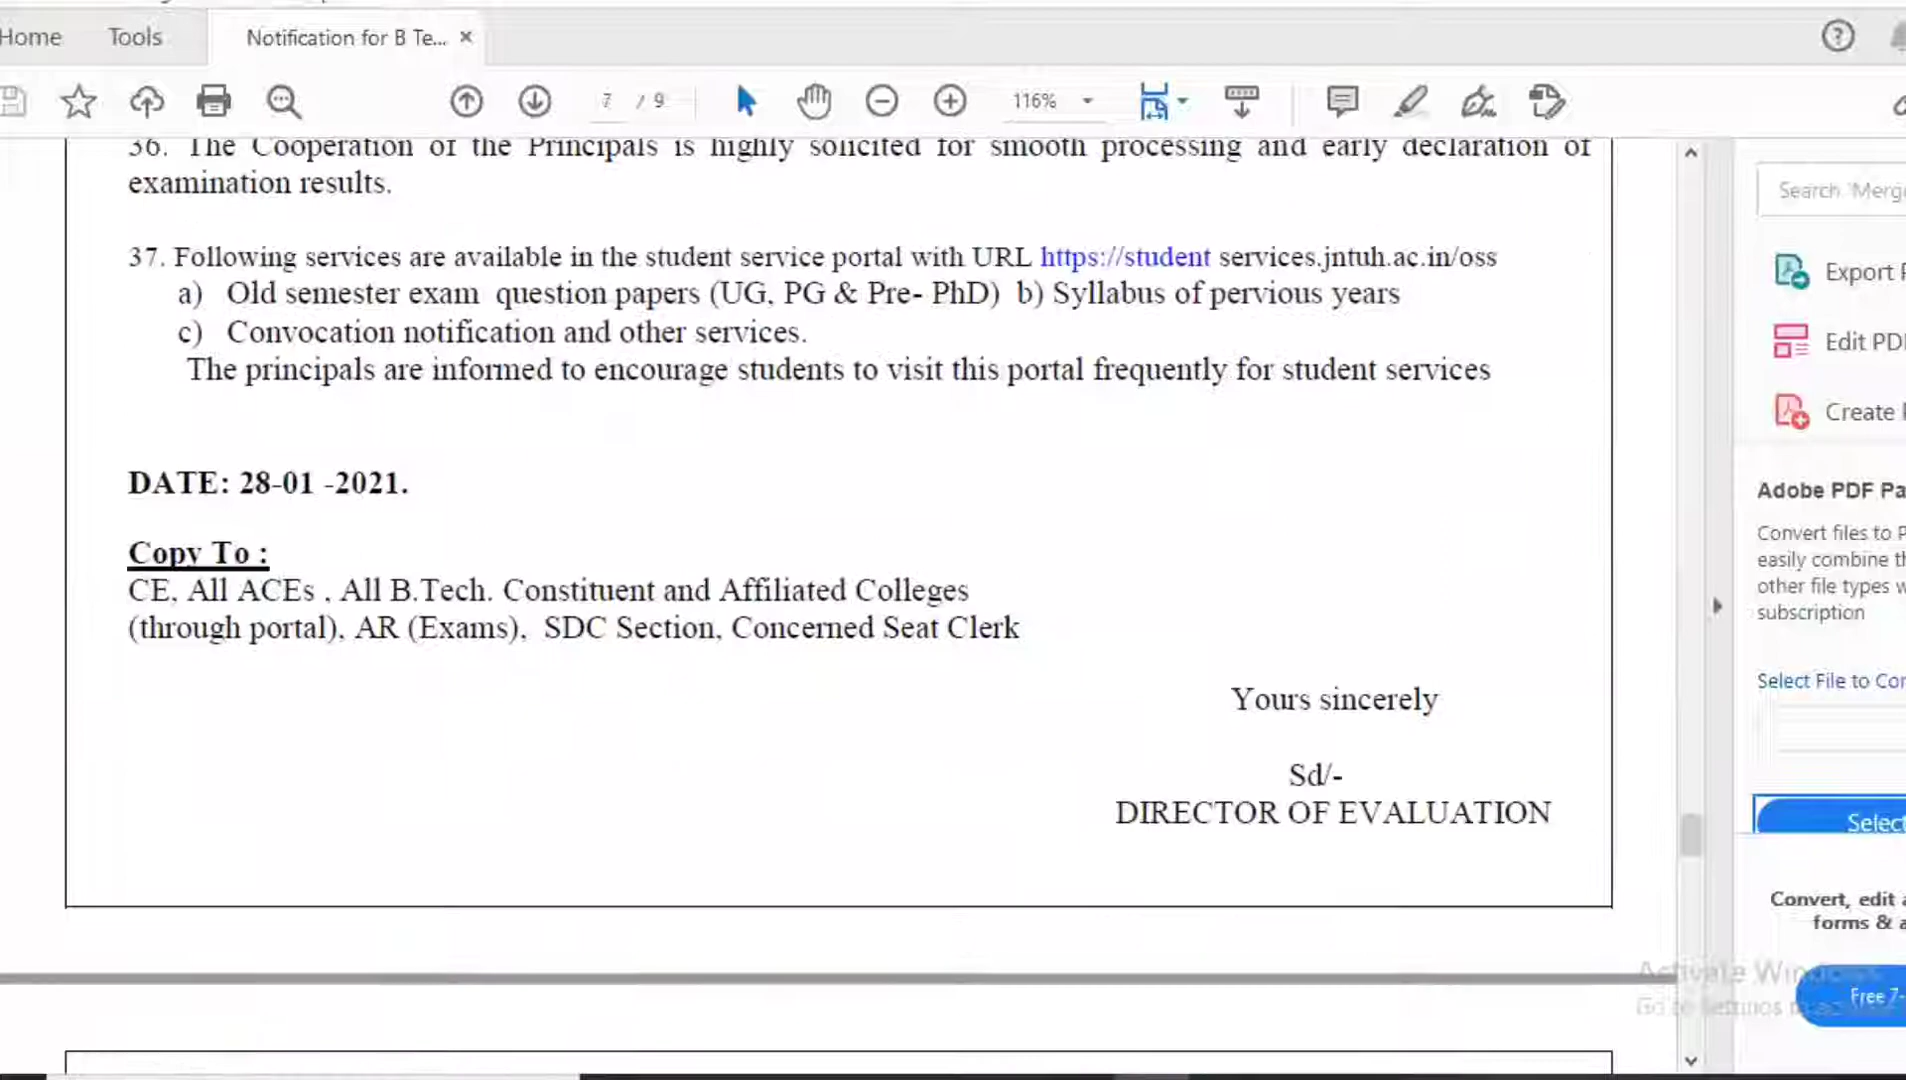 Home Tools Notification for B Te... ×
7 / 9 116%
36. The Cooperation of the Principals is highly solicited for smooth processing and early declaration of
examination results.
37. Following services are available in the student service portal with URL https://student services.jntuh.ac.in/oss
a) Old semester exam question papers (UG, PG & Pre- PhD) b) Syllabus of pervious years
c) Convocation notification and other services.
The principals are informed to encourage students to visit this portal frequently for student services
DATE: 28-01 -2021.
Copy To :
CE, All ACEs , All B.Tech. Constituent and Affiliated Colleges
(through portal), AR (Exams), SDC Section, Concerned Seat Clerk
Yours sincerely
Sd/-
DIRECTOR OF EVALUATION
Search 'Merg
Export P
Edit PDF
Create P
Adobe PDF Pa
Convert files to P
easily combine th
other file types w
subscription
Select File to Con
Select
Convert, edit a
forms & a
Activate Windows
Free 7-
Go to Settings to